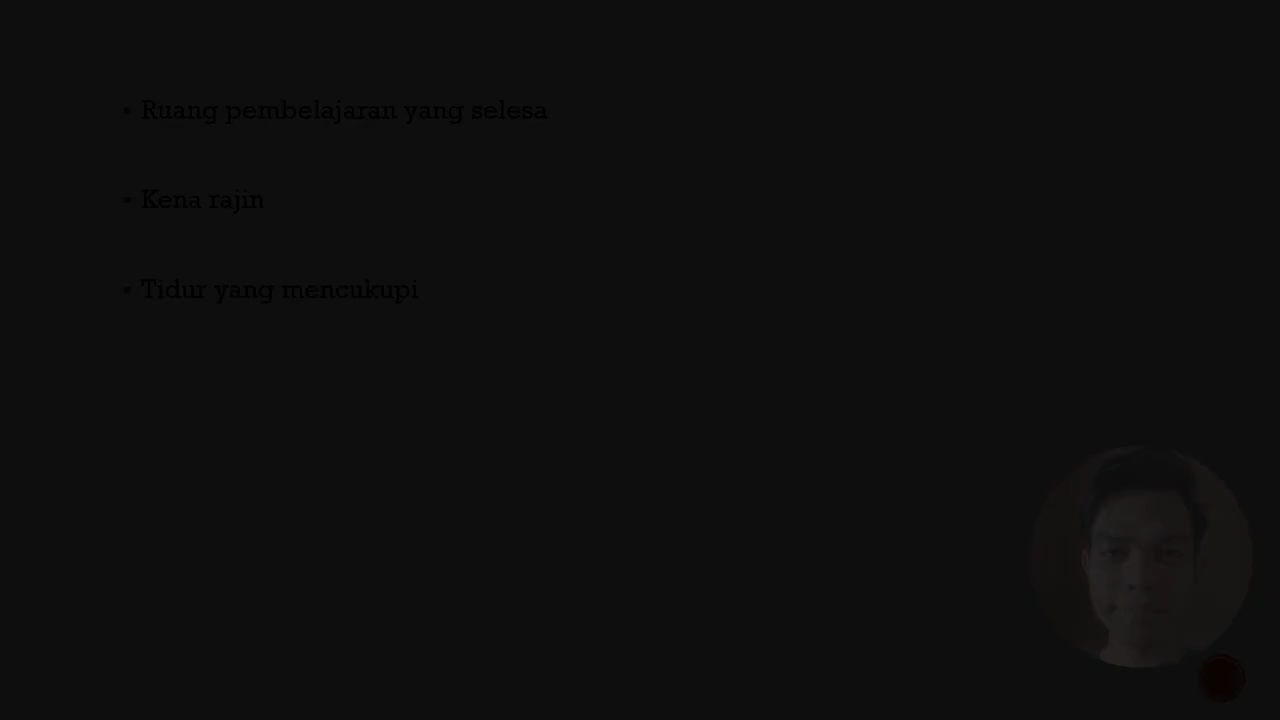 Ruang pembelajaran yang selesa
Kena rajin
Tidur yang mencukupi